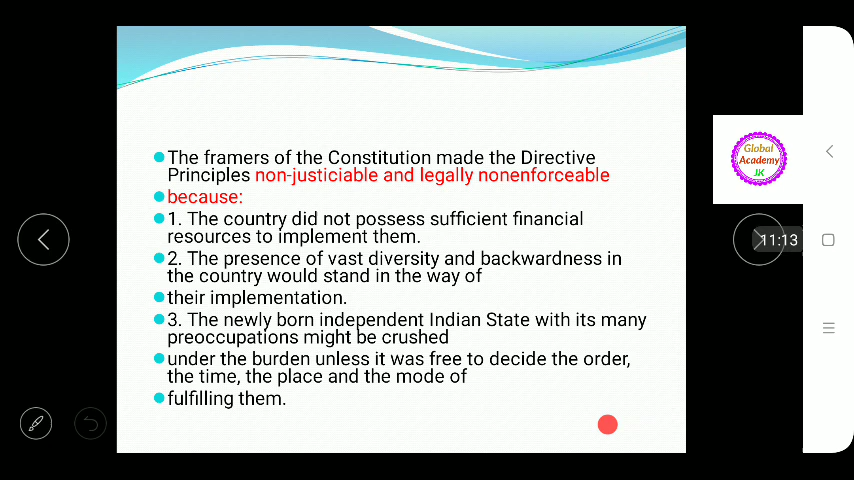 The framers of the Constitution made the Directive
Principles non-justiciable and legally nonenforceable
because:
1. The country did not possess sufficient financial
resources to implement them.
2. The presence of vast diversity and backwardness in
the country would stand in the way of
their implementation.
3. The newly born independent Indian State with its many
preoccupations might be crushed
under the burden unless it was free to decide the order,
the time, the place and the mode of
fulfilling them.
Global
Academy
JK
11:13